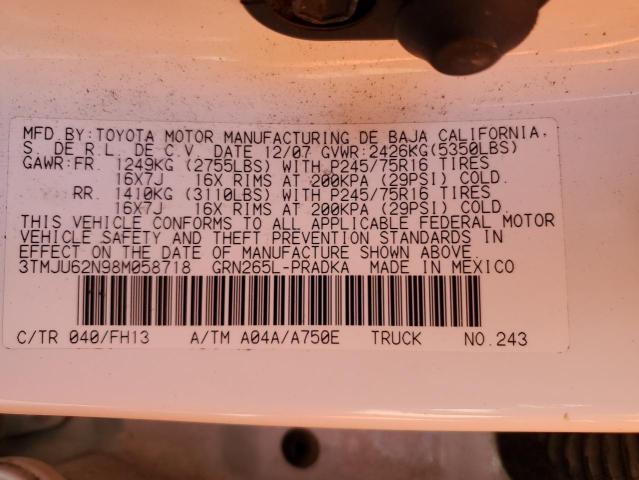 MFD BY: TOYOTA MOTOR MANUFACTURING DE BAJA CALIFORNIA,
S. DE R. L. DE C.V. DATE 12/07 GVWR:2426KG(5350LBS)
GAWR:FR 1249KG (2755LBS) WITH P245/75R16 TIRES
16X7J 16X RIMS AT 200KPA (29PSI) COLD.
RR 1410KG (3110LBS) WITH P245/75R16 TIRES
16X7J 16X RIMS AT 200KPA (29PSI) COLD.
THIS VEHICLE CONFORMS TO ALL APPLICABLE FEDERAL MOTOR
VEHICLE SAFETY AND THEFT PREVENTION STANDARDS IN
EFFECT ON THE DATE OF MANUFACTURE SHOWN ABOVE.
3TMJU62N98M058718 GRN265L-PRADKA MADE IN MEXICO
C/TR 040/FH13 A/TM A04A/A750E TRUCK NO.243